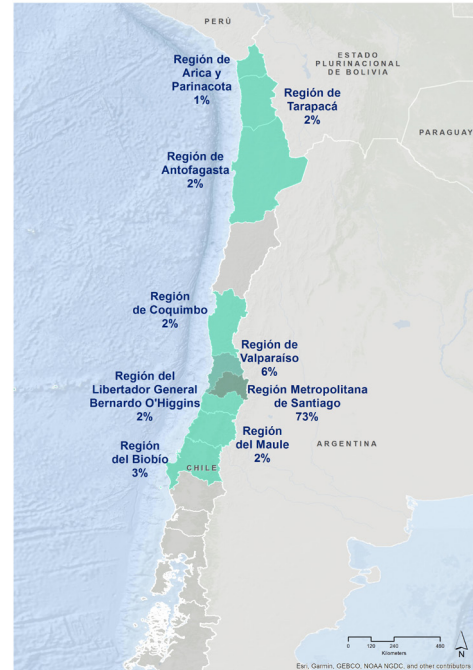 PERÚ
Región de
Arica y
Parinacota
1%
ESTADO
PLURINACIONAL
DE BOLIVIA
Región de
Tarapacá
2%
PARAGUAY
Región de
Antofagasta
2%
Región
de Coquimbo
2%
Región de
Valparaíso
6%
Región del
Libertador General
Bernardo O'Higgins
2%
Región Metropolitana
de Santiago
73%
Región
del Biobío
3%
Región
del Maule
2%
ARGENTINA
CHILE
0 120 240 480
Kilometers
N
Esri, Garmin, GEBCO, NOAA NGDC, and other contributors